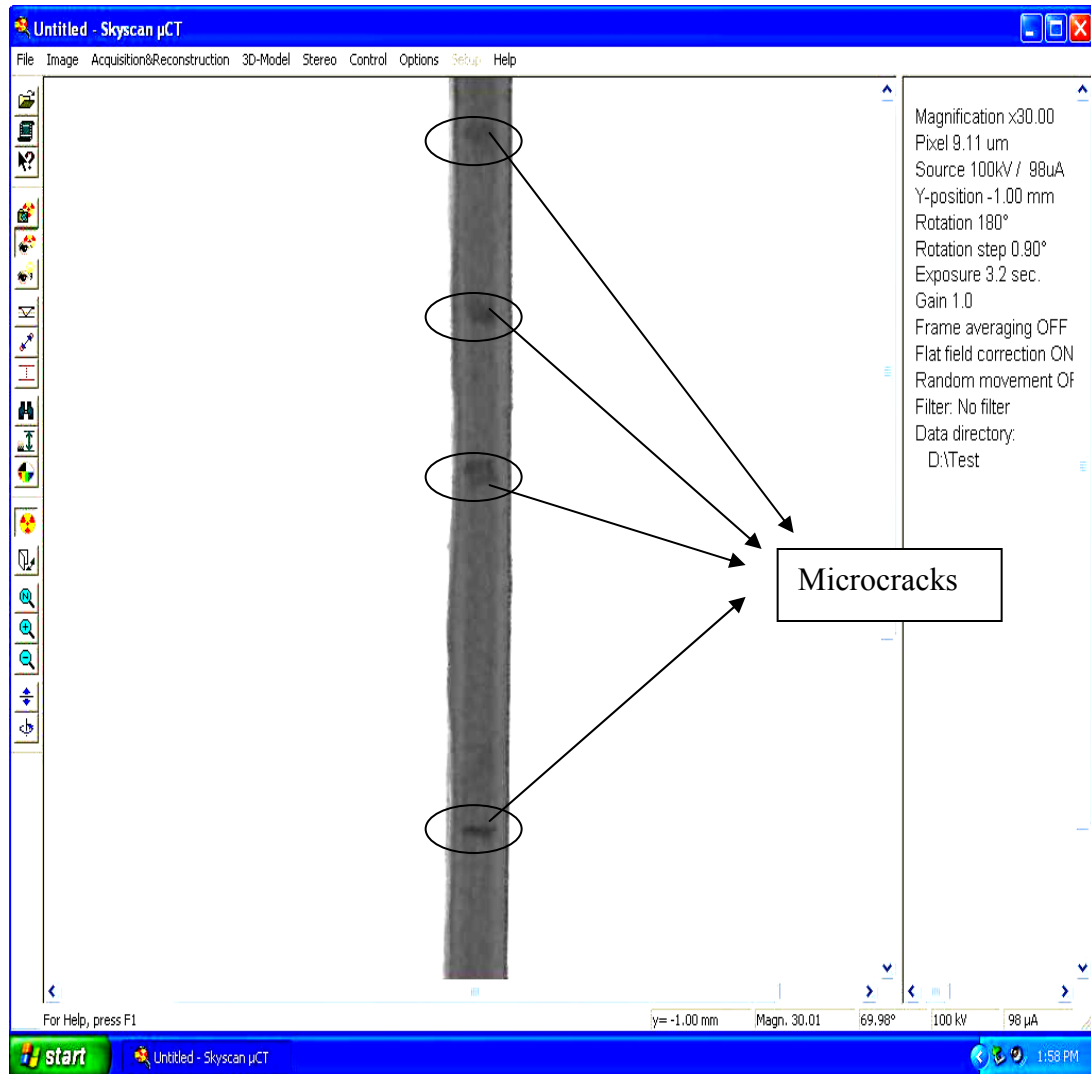 Untitled - Skyscan µCT
File Image Acquisition&Reconstruction 3D-Model Stereo Control Options Setup Help
Magnification x30.00
Pixel 9.11 um
Source 100kV / 98uA
Y-position -1.00 mm
Rotation 180°
Rotation step 0.90°
Exposure 3.2 sec.
Gain 1.0
Frame averaging OFF
Flat field correction ON
Random movement OF
Filter: No filter
Data directory:
D:\Test
Microcracks
For Help, press F1
y= -1.00 mm
Magn. 30.01
69.98°
100 kV
98 µA
start
Untitled - Skyscan µCT
1:58 PM